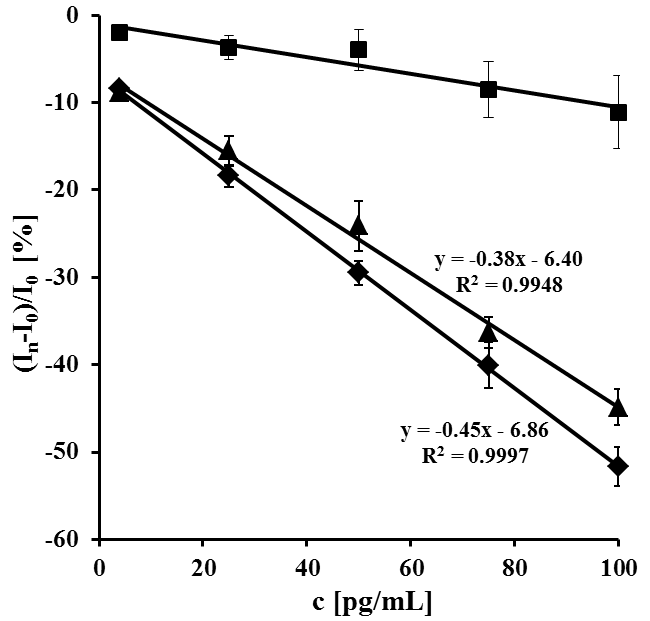 0
-10
-20
-30
-40
-50
-60
(Iₙ-I₀)/I₀ [%]
y = -0.38x - 6.40
R² = 0.9948
y = -0.45x - 6.86
R² = 0.9997
0 20 40 60 80 100
c [pg/mL]